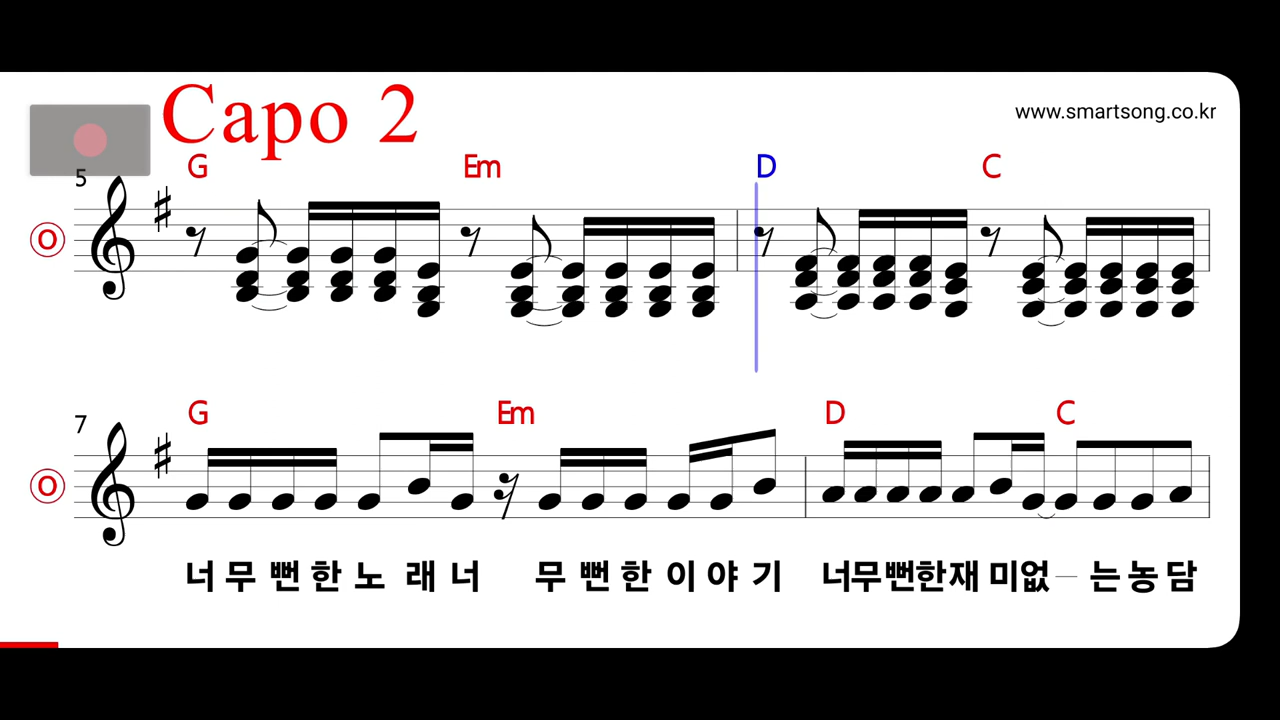 Capo 2
www.smartsong.co.kr
G Em D C
5
O
G Em D C
7
O
너 무 뻔 한 노 래 너 무 뻔 한 이 야 기 너무뻔한재 미없 는 농 담